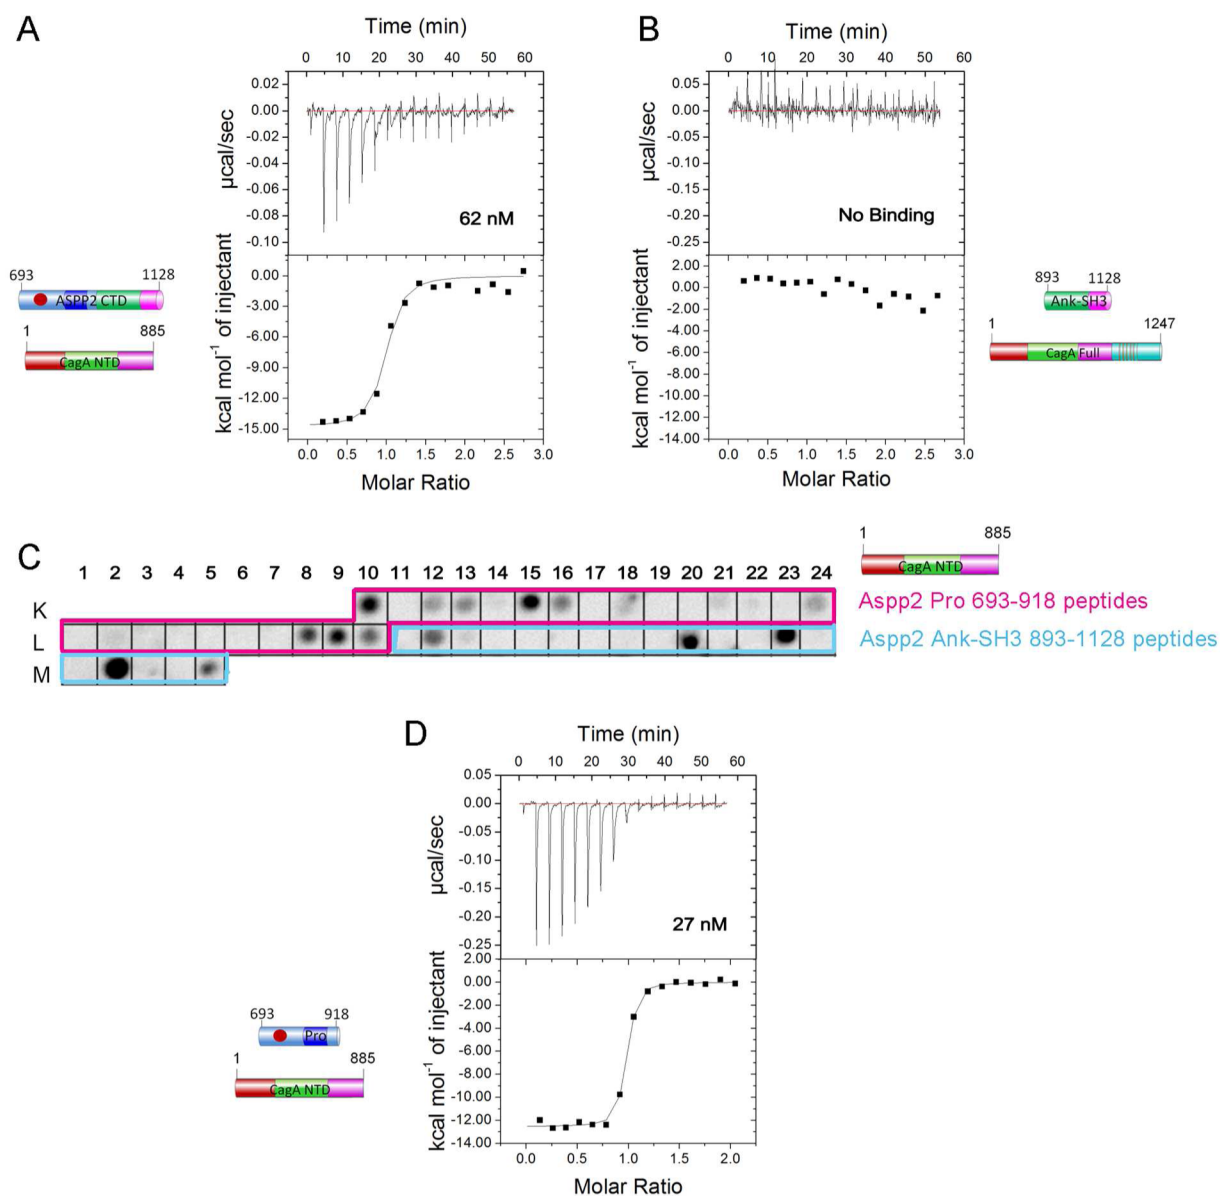 A
Time (min)
0 10 20 30 40 50 60
0.02
0.00
-0.02
-0.04
-0.06
-0.08
-0.10
µcal/sec
62 nM
0.00
-3.00
-6.00
-9.00
-12.00
-15.00
kcal mol⁻¹ of injectant
0.0 0.5 1.0 1.5 2.0 2.5 3.0
Molar Ratio
693 1128
ASPP2 CTD
1 885
CagA NTD
B
Time (min)
0 10 20 30 40 50 60
0.05
0.00
-0.05
-0.10
-0.15
-0.20
-0.25
µcal/sec
No Binding
2.00
0.00
-2.00
-4.00
-6.00
-8.00
-10.00
-12.00
-14.00
kcal mol⁻¹ of injectant
0.0 0.5 1.0 1.5 2.0 2.5 3.0
Molar Ratio
893 1128
Ank-SH3
1 1247
CagA Full
C
1 2 3 4 5 6 7 8 9 10 11 12 13 14 15 16 17 18 19 20 21 22 23 24
K
L
M
1 885
CagA NTD
Aspp2 Pro 693-918 peptides
Aspp2 Ank-SH3 893-1128 peptides
D
Time (min)
0 10 20 30 40 50 60
0.05
0.00
-0.05
-0.10
-0.15
-0.20
-0.25
µcal/sec
27 nM
2.00
0.00
-2.00
-4.00
-6.00
-8.00
-10.00
-12.00
-14.00
kcal mol⁻¹ of injectant
0.0 0.5 1.0 1.5 2.0
Molar Ratio
693 918
Pro
1 885
CagA NTD